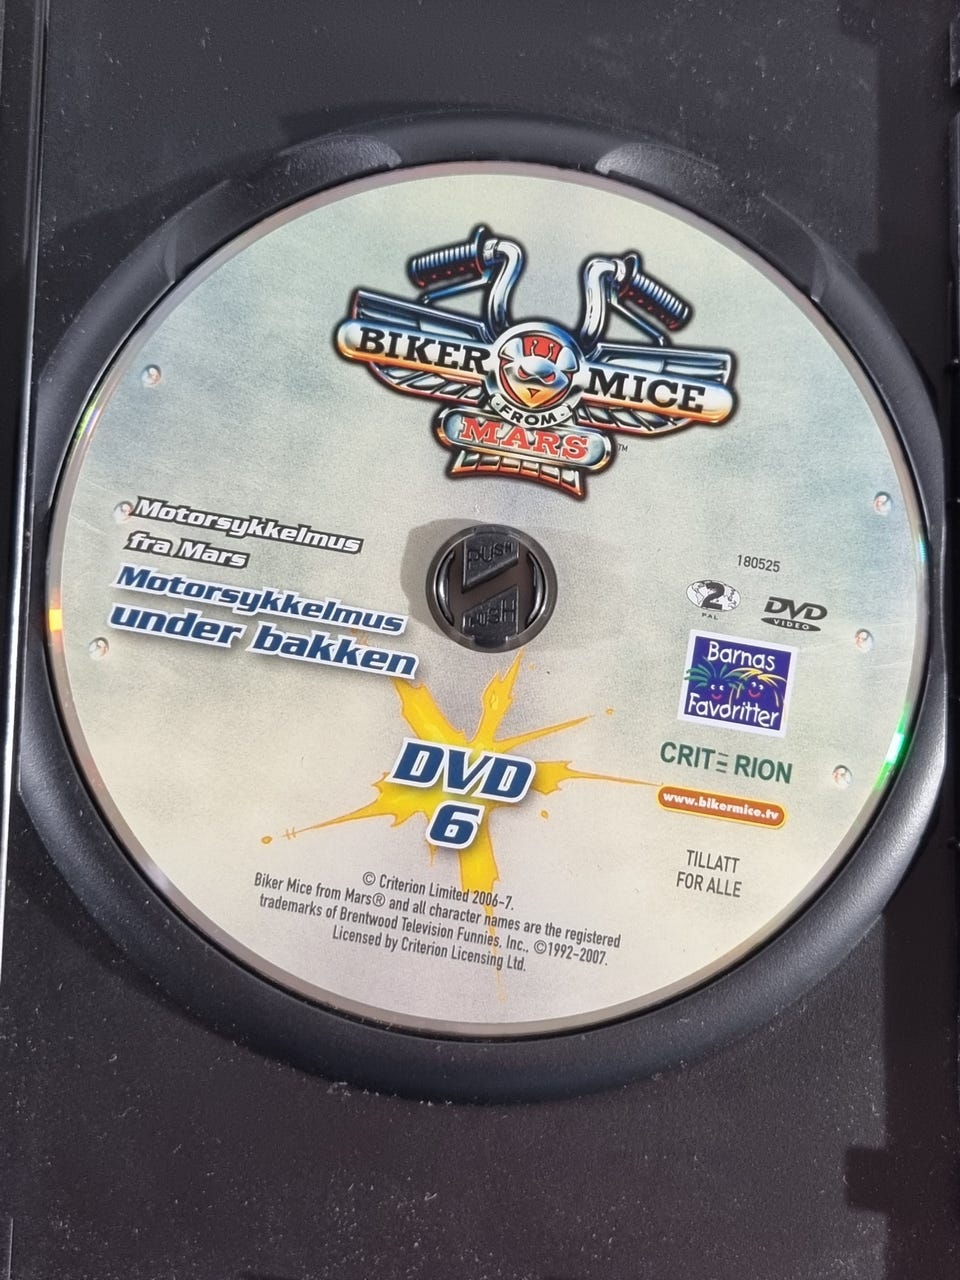 BIKER MICE
FROM
MARS
™
Motorsykkelmus
fra Mars
Motorsykkelmus
under bakken
PUSH
PUSH
180525
2
PAL
DVD
VIDEO
Barnas
Favoritter
CRITERION
www.bikermice.tv
DVD
6
TILLATT
FOR ALLE
© Criterion Limited 2006-7.
Biker Mice from Mars® and all character names are the registered
trademarks of Brentwood Television Funnies, Inc., ©1992-2007.
Licensed by Criterion Licensing Ltd.